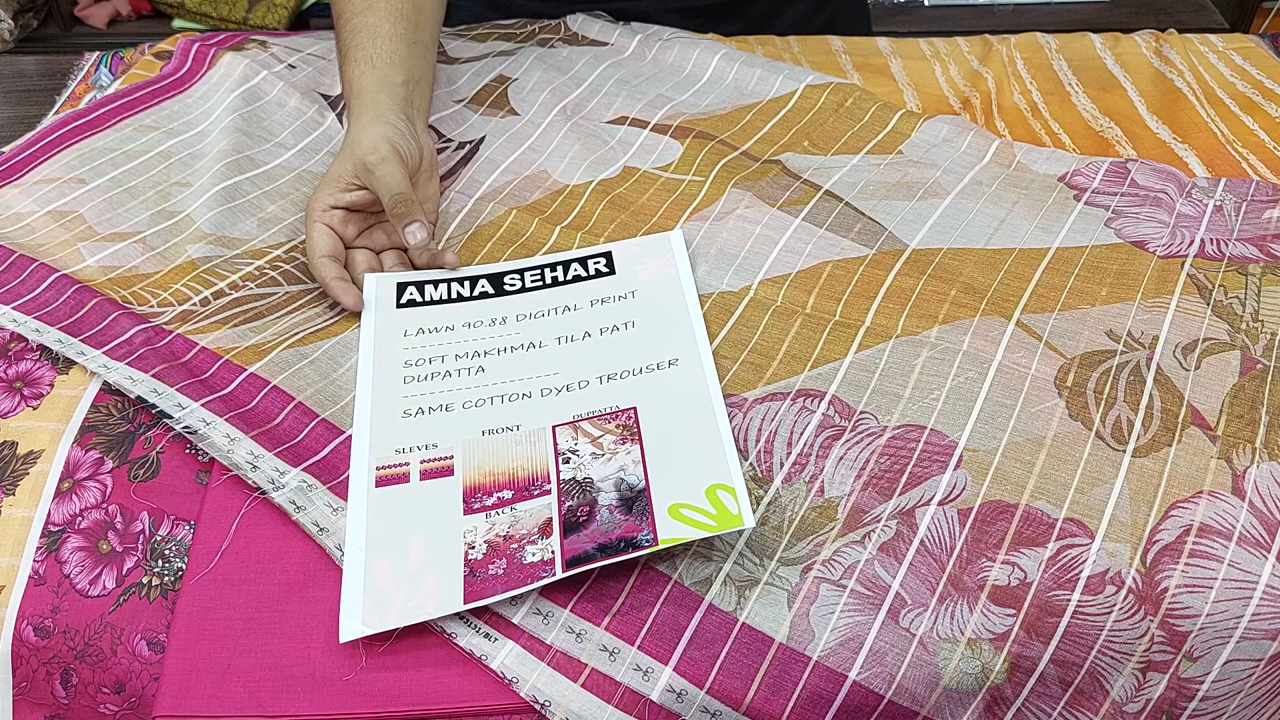 AMNA SEHAR
LAWN 90.88 DIGITAL PRINT
SOFT MAKHMAL TILA PATI
DUPATTA
SAME COTTON DYED TROUSER
SLEVES
FRONT
DUPPATTA
BACK